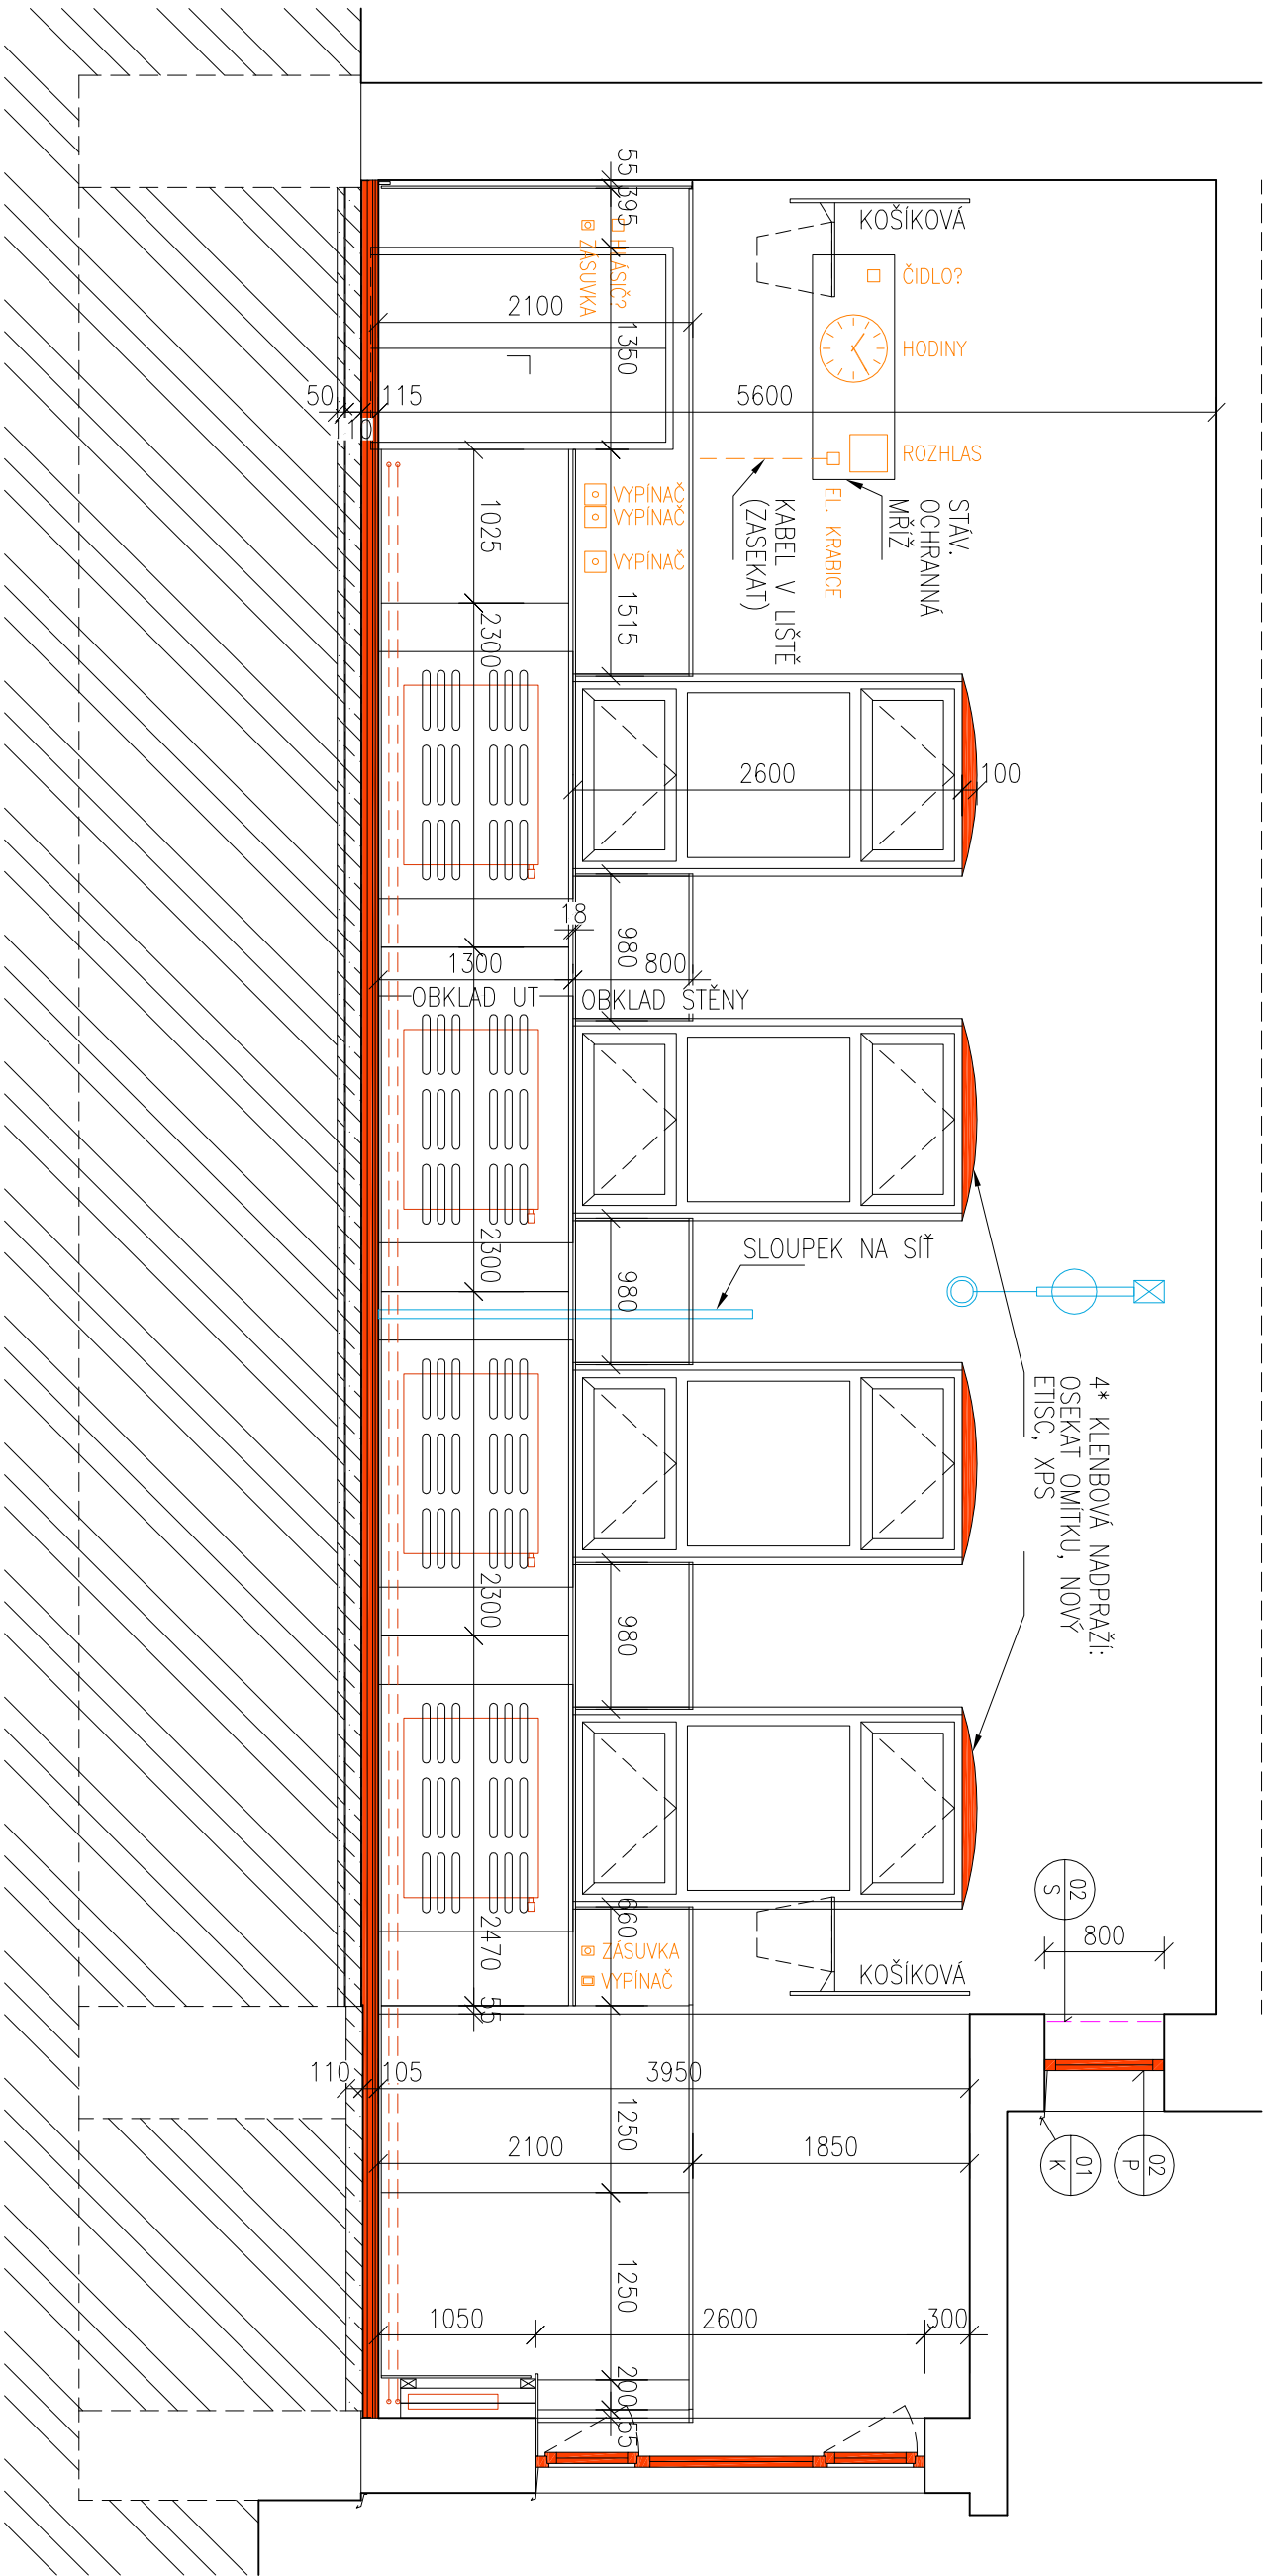 55
395
HLÁSIČ?
ZÁSUVKA
2100
1350
50
110
115
5600
KOŠÍKOVÁ
ČIDLO?
HODINY
ROZHLAS
EL. KRABICE
STÁV.
OCHRANNÁ
MŘÍŽ
KABEL V LIŠTĚ
(ZASEKAT)
VYPÍNAČ
VYPÍNAČ
VYPÍNAČ
1025
1515
2300
2600
100
18
980
1300
800
OBKLAD UT
OBKLAD STĚNY
2300
980
SLOUPEK NA SÍŤ
4* KLENBOVÁ NADPRAŽÍ:
OSEKAT OMÍTKU, NOVÝ
ETISC, XPS
2300
980
660
ZÁSUVKA
VYPÍNAČ
2470
55
KOŠÍKOVÁ
02
S
800
110
105
3950
1250
2100
1850
01
K
02
P
1250
1050
2600
300
200
55